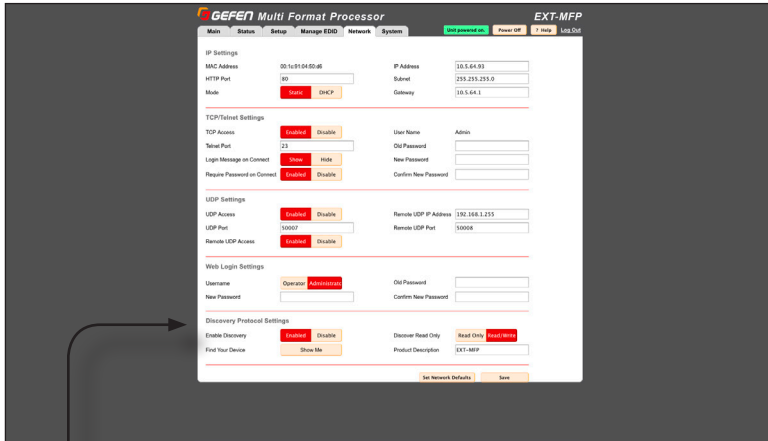 GEFEN Multi Format Processor EXT-MFP
Main Status Setup Manage EDID Network System Unit powered on. Power Off ? Help Log Out
IP Settings
MAC Address 00:1c:91:04:50:d6 IP Address 10.5.64.93
HTTP Port 80 Subnet 255.255.255.0
Mode Static DHCP Gateway 10.5.64.1
TCP/Telnet Settings
TCP Access Enabled Disable User Name Admin
Telnet Port 23 Old Password
Login Message on Connect Show Hide New Password
Require Password on Connect Enabled Disable Confirm New Password
UDP Settings
UDP Access Enabled Disable Remote UDP IP Address 192.168.1.255
UDP Port 50007 Remote UDP Port 50008
Remote UDP Access Enabled Disable
Web Login Settings
Username Operator Administrato Old Password
New Password Confirm New Password
Discovery Protocol Settings
Enable Discovery Enabled Disable Discover Read Only Read Only Read/Write
Find Your Device Show Me Product Description EXT-MFP
Set Network Defaults Save